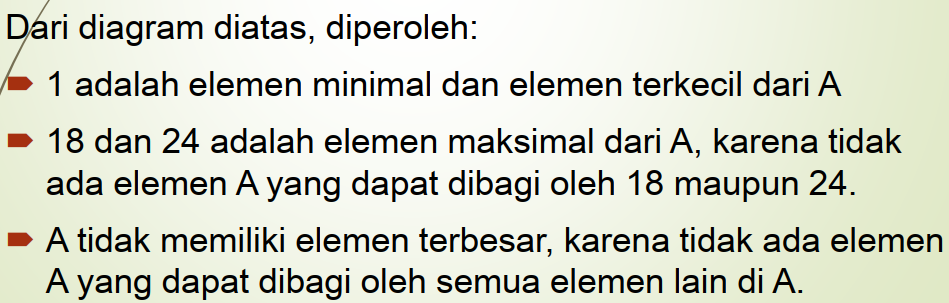 Dari diagram diatas, diperoleh:
1 adalah elemen minimal dan elemen terkecil dari A
18 dan 24 adalah elemen maksimal dari A, karena tidak
ada elemen A yang dapat dibagi oleh 18 maupun 24.
A tidak memiliki elemen terbesar, karena tidak ada elemen
A yang dapat dibagi oleh semua elemen lain di A.